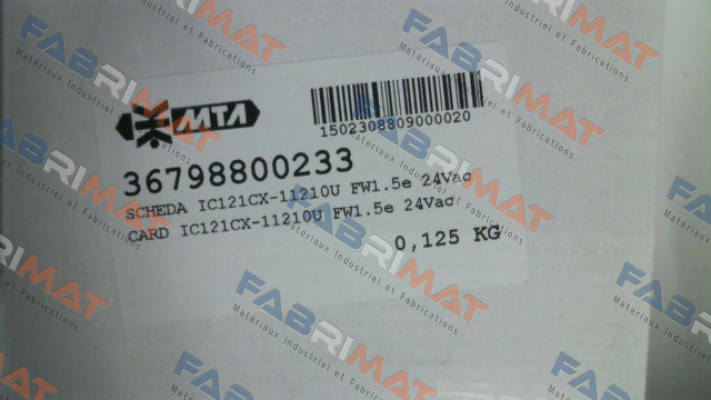 MTA
1502308809000020
36798800233
SCHEDA IC121CX-11210U FW1.5e 24Vac
CARD IC121CX-11210U FW1.5e 24Vac
0,125 KG
FABRIMAT
Materiaux Industriel et Fabrications